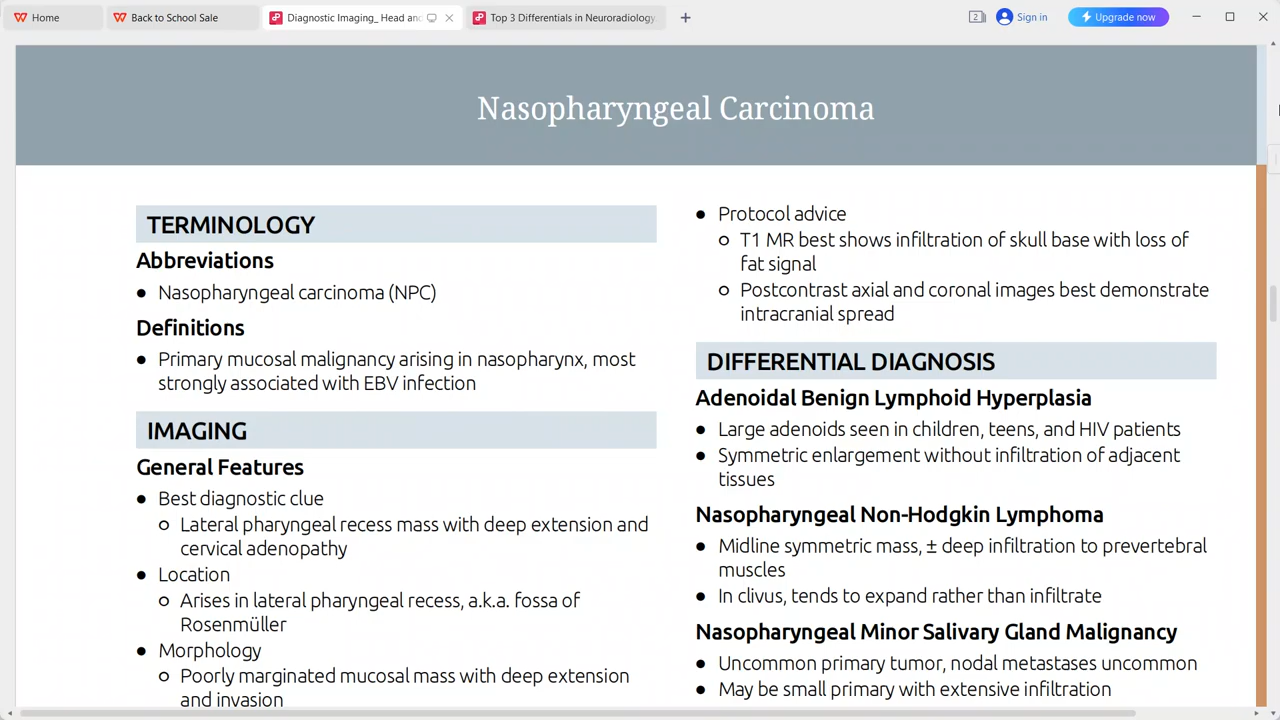 Home
Back to School Sale
Diagnostic Imaging_ Head and
Top 3 Differentials in Neuroradiology
2
Sign in
Upgrade now
Nasopharyngeal Carcinoma
TERMINOLOGY
Abbreviations
● Nasopharyngeal carcinoma (NPC)
Definitions
● Primary mucosal malignancy arising in nasopharynx, most
strongly associated with EBV infection
IMAGING
General Features
● Best diagnostic clue
○ Lateral pharyngeal recess mass with deep extension and
cervical adenopathy
● Location
○ Arises in lateral pharyngeal recess, a.k.a. fossa of
Rosenmüller
● Morphology
○ Poorly marginated mucosal mass with deep extension
and invasion
● Protocol advice
○ T1 MR best shows infiltration of skull base with loss of
fat signal
○ Postcontrast axial and coronal images best demonstrate
intracranial spread
DIFFERENTIAL DIAGNOSIS
Adenoidal Benign Lymphoid Hyperplasia
● Large adenoids seen in children, teens, and HIV patients
● Symmetric enlargement without infiltration of adjacent
tissues
Nasopharyngeal Non-Hodgkin Lymphoma
● Midline symmetric mass, ± deep infiltration to prevertebral
muscles
● In clivus, tends to expand rather than infiltrate
Nasopharyngeal Minor Salivary Gland Malignancy
● Uncommon primary tumor, nodal metastases uncommon
● May be small primary with extensive infiltration